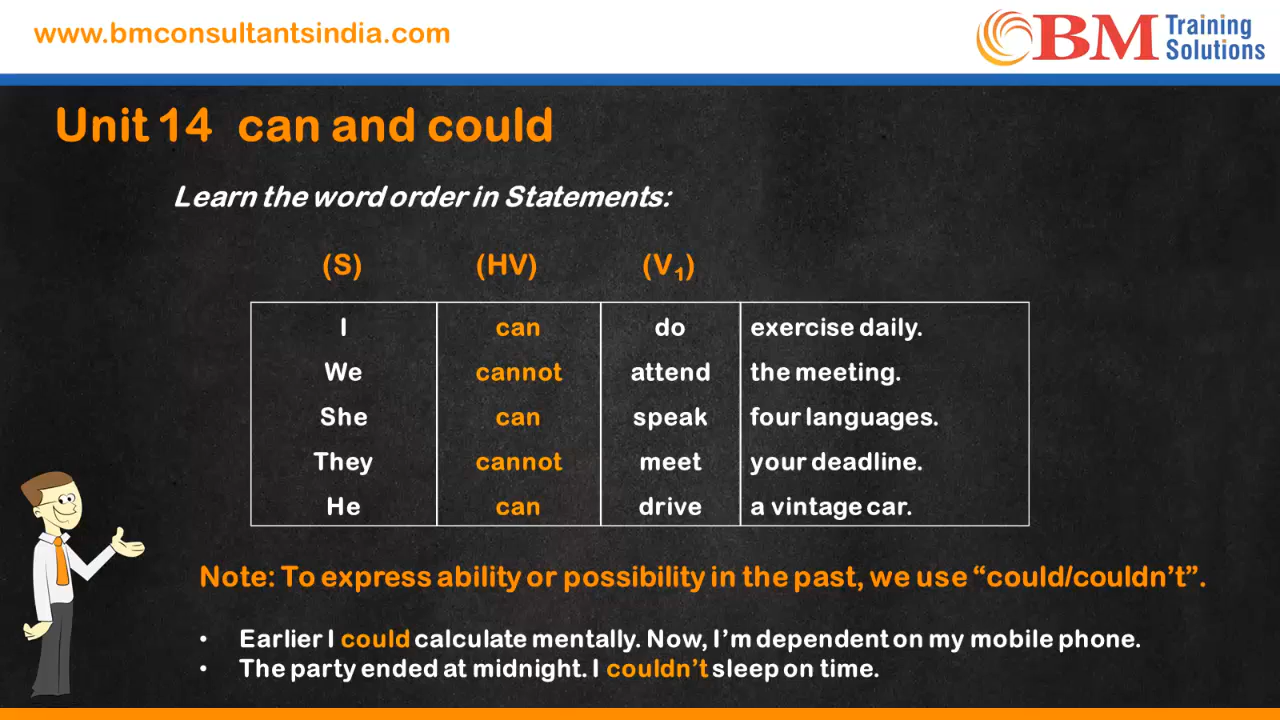 www.bmconsultantsindia.com
BM Training Solutions
Unit 14 can and could
Learn the word order in Statements:
(S) (HV) (V₁)
I can do exercise daily.
We cannot attend the meeting.
She can speak four languages.
They cannot meet your deadline.
He can drive a vintage car.
Note: To express ability or possibility in the past, we use “could/couldn’t”.
• Earlier I could calculate mentally. Now, I’m dependent on my mobile phone.
• The party ended at midnight. I couldn’t sleep on time.